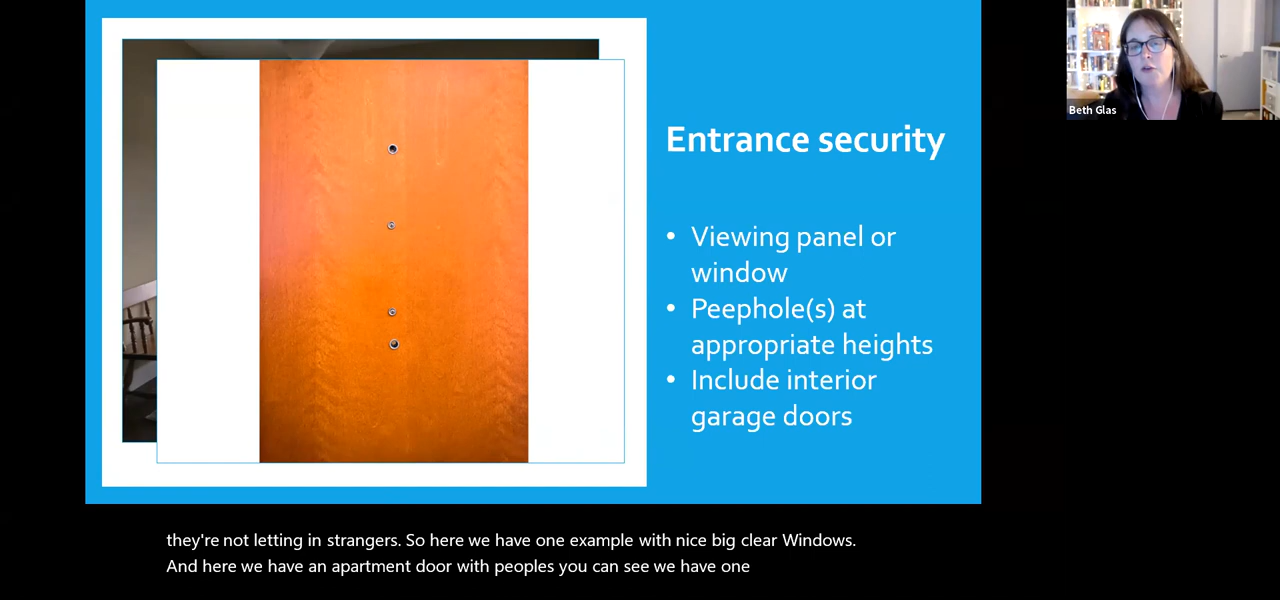 Beth Glas
Entrance security
• Viewing panel or
window
• Peephole(s) at
appropriate heights
• Include interior
garage doors
they're not letting in strangers. So here we have one example with nice big clear Windows.
And here we have an apartment door with peoples you can see we have one